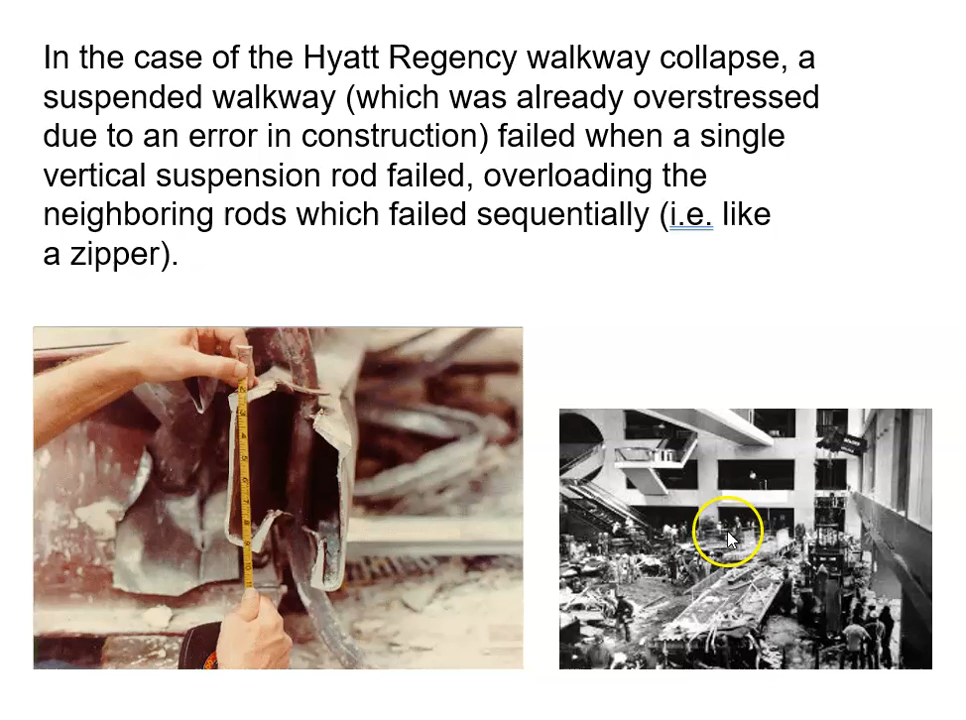 In the case of the Hyatt Regency walkway collapse, a
suspended walkway (which was already overstressed
due to an error in construction) failed when a single
vertical suspension rod failed, overloading the
neighboring rods which failed sequentially (i.e. like
a zipper).